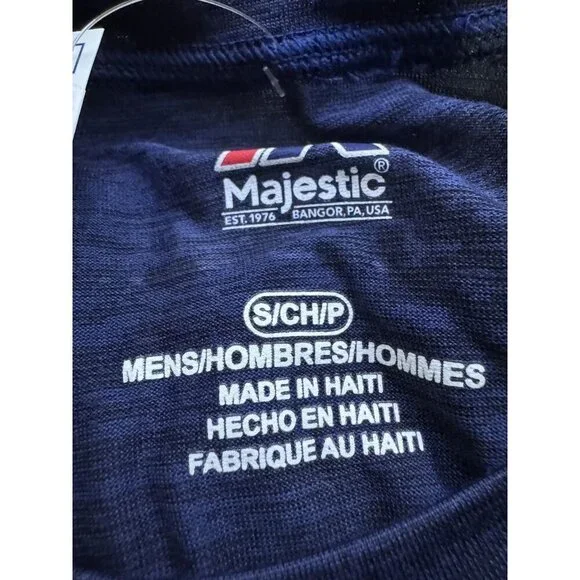 Majestic®
EST. 1976 BANGOR, PA, USA
S/CH/P
MENS/HOMBRES/HOMMES
MADE IN HAITI
HECHO EN HAITI
FABRIQUE AU HAITI